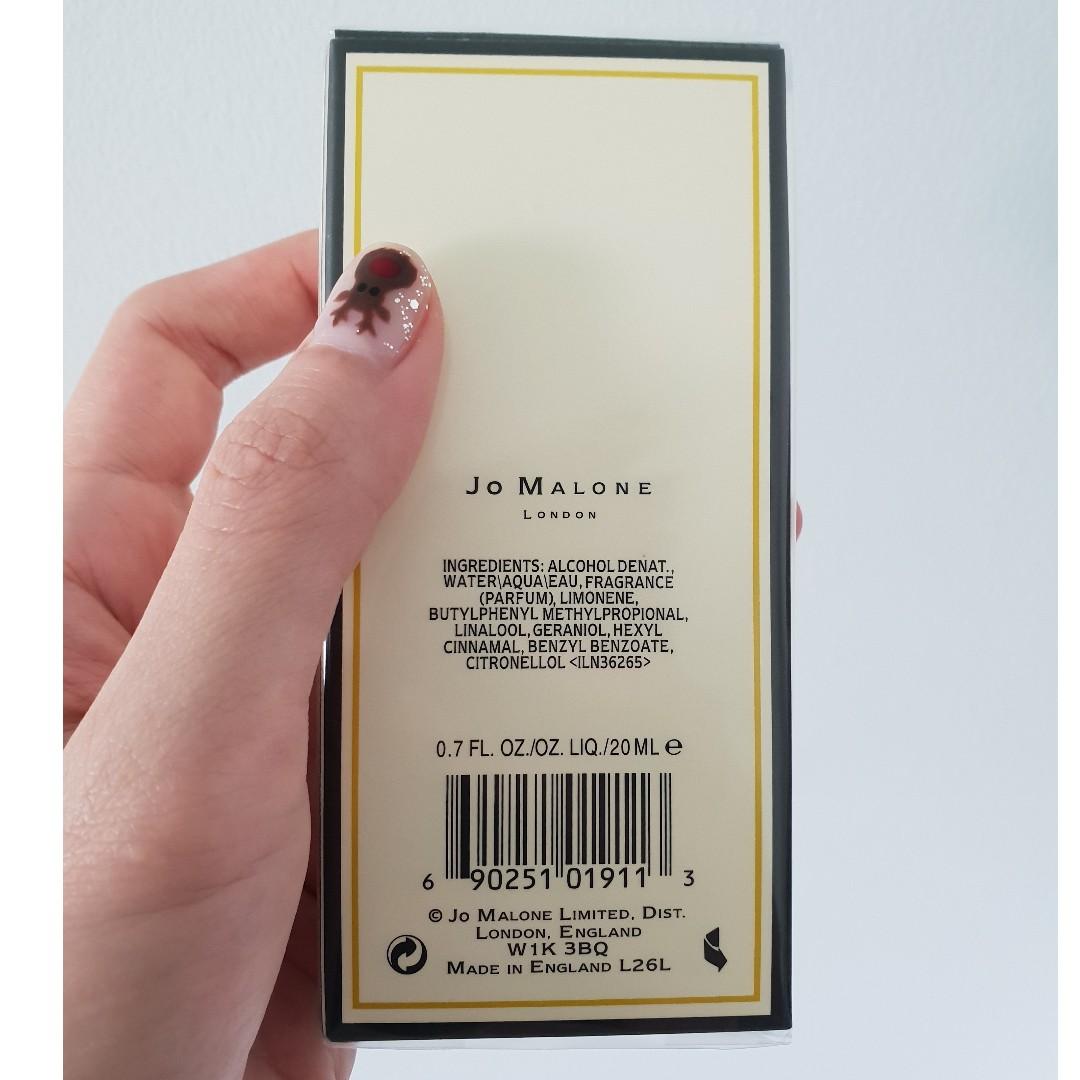 Jo Malone
London
INGREDIENTS: ALCOHOL DENAT.,
WATER\AQUA\EAU, FRAGRANCE
(PARFUM), LIMONENE,
BUTYLPHENYL METHYLPROPIONAL,
LINALOOL, GERANIOL, HEXYL
CINNAMAL, BENZYL BENZOATE,
CITRONELLOL <ILN36265>
0.7 FL. OZ./OZ. LIQ./20 ML ℮
6 90251 01911 3
© Jo Malone Limited, Dist.
London, England
W1K 3BQ
Made in England L26L